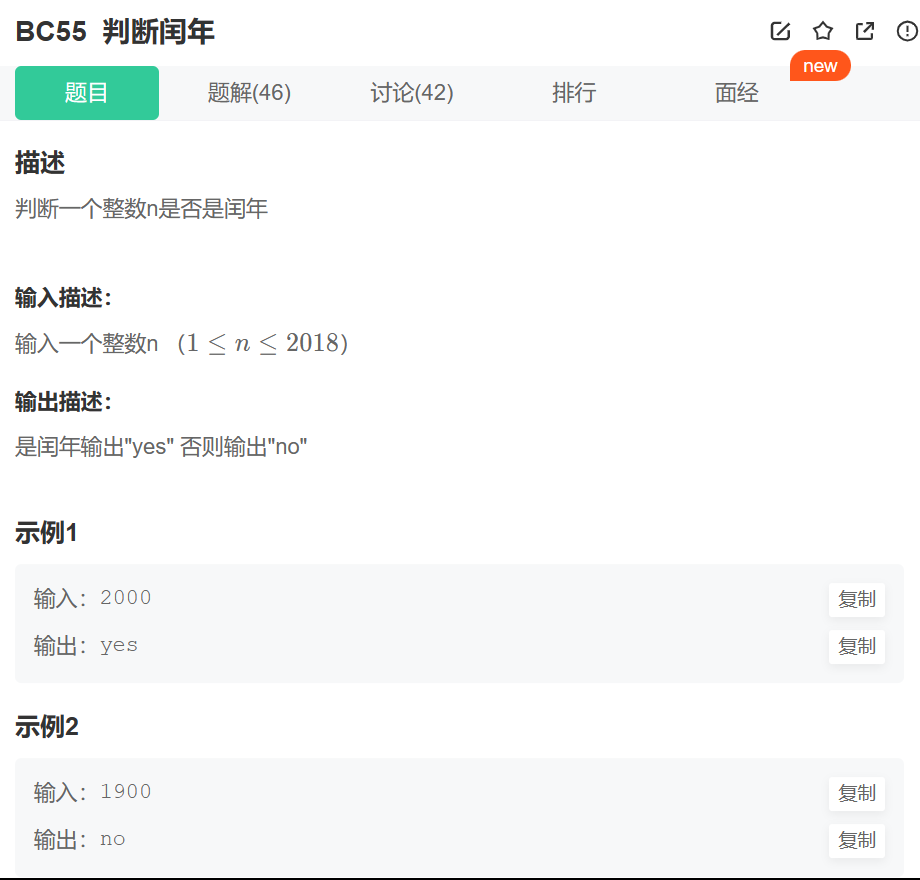 BC55 判断闰年
new
题目 题解(46) 讨论(42) 排行 面经
描述
判断一个整数n是否是闰年
输入描述：
输入一个整数n （1 ≤ n ≤ 2018）
输出描述：
是闰年输出"yes" 否则输出"no"
示例1
输入：2000 复制
输出：yes 复制
示例2
输入：1900 复制
输出：no 复制